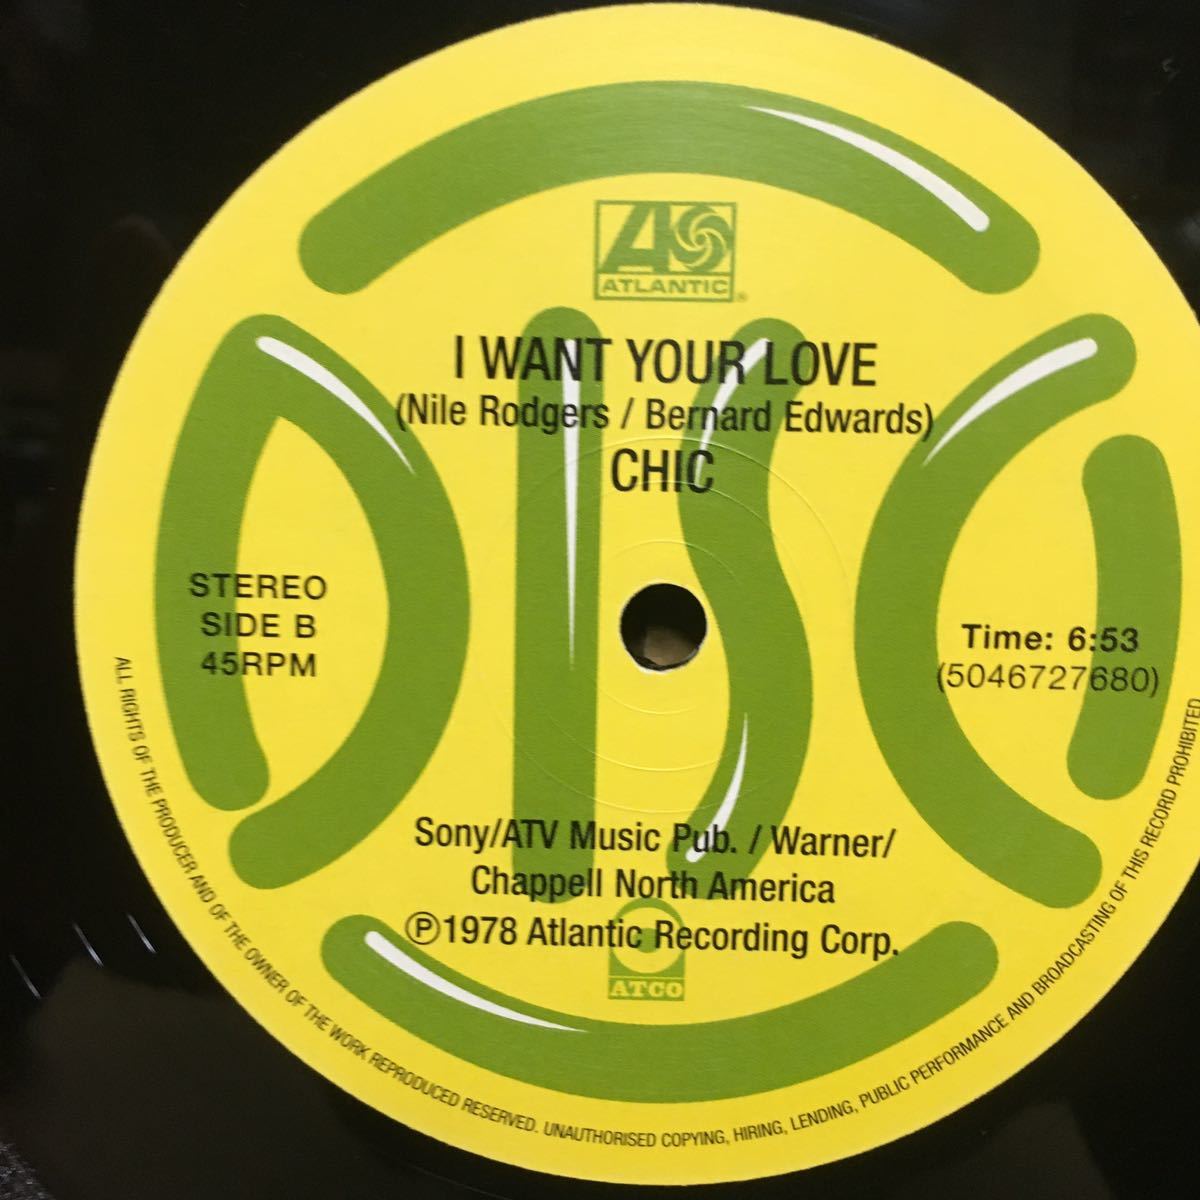 DISCO
ATLANTIC®
I WANT YOUR LOVE
(Nile Rodgers / Bernard Edwards)
CHIC
STEREO
SIDE B
45RPM
Time: 6:53
(5046727680)
Sony/ATV Music Pub. / Warner/
Chappell North America
℗1978 Atlantic Recording Corp.
ATCO
ALL RIGHTS OF THE PRODUCER AND OF THE OWNER OF THE WORK REPRODUCED RESERVED. UNAUTHORISED COPYING, HIRING, LENDING, PUBLIC PERFORMANCE AND BROADCASTING OF THIS RECORD PROHIBITED